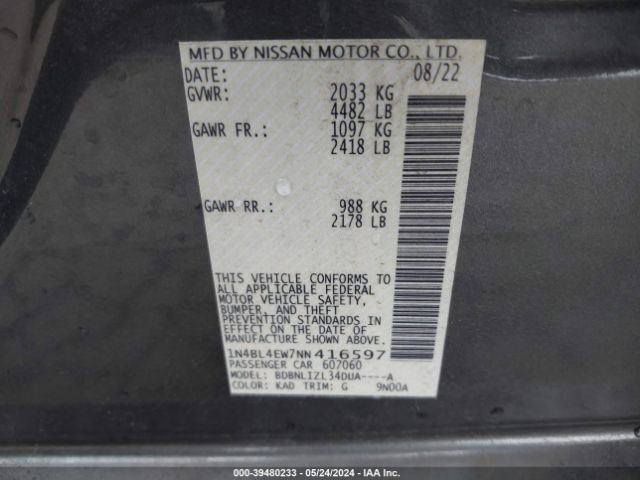 MFD BY NISSAN MOTOR CO., LTD.
DATE: 08/22
GVWR: 2033 KG
4482 LB
GAWR FR.: 1097 KG
2418 LB
GAWR RR.: 988 KG
2178 LB
THIS VEHICLE CONFORMS TO
ALL APPLICABLE FEDERAL
MOTOR VEHICLE SAFETY,
BUMPER, AND THEFT
PREVENTION STANDARDS IN
EFFECT ON THE DATE OF
MANUFACTURE SHOWN ABOVE.
1N4BL4EW7NN416597
PASSENGER CAR 607060
MODEL: BDBNLIZL34DUA----A
COLOR: KAD TRIM: G 9N00A
000-39480233 - 05/24/2024 - IAA Inc.